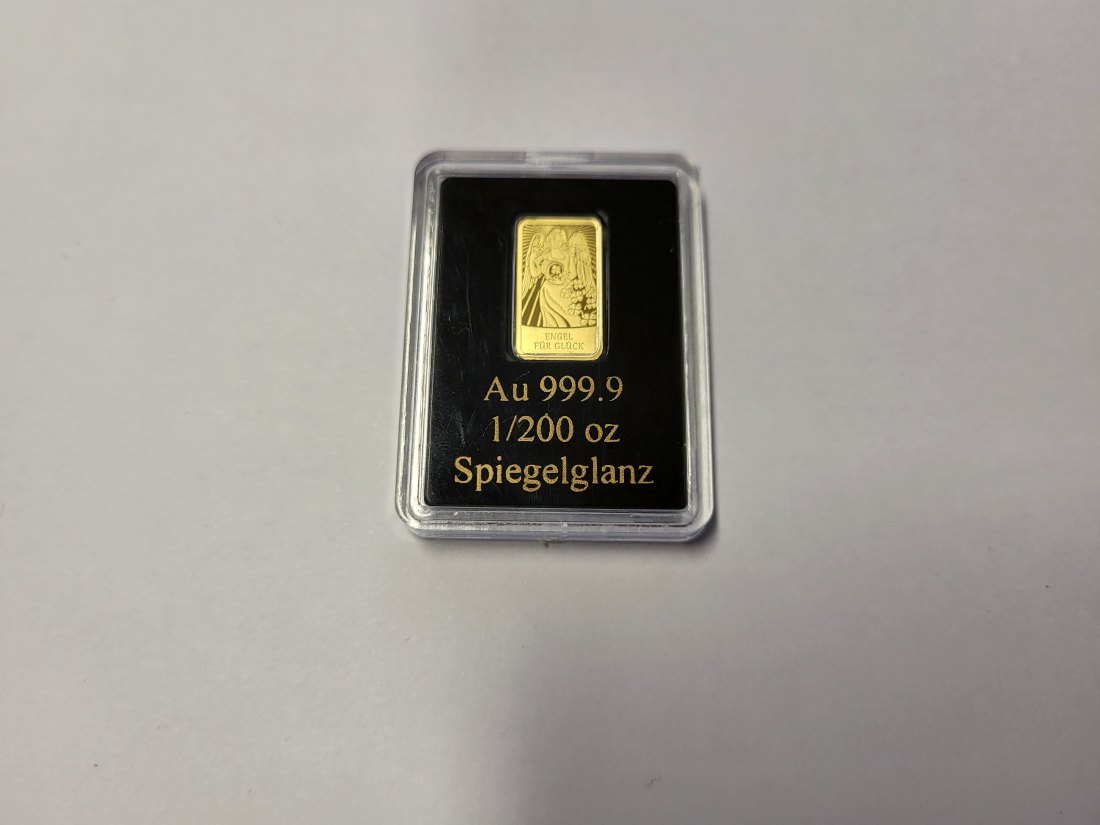 ENGEL
FÜR GLÜCK
Au 999.9
1/200 oz
Spiegelglanz